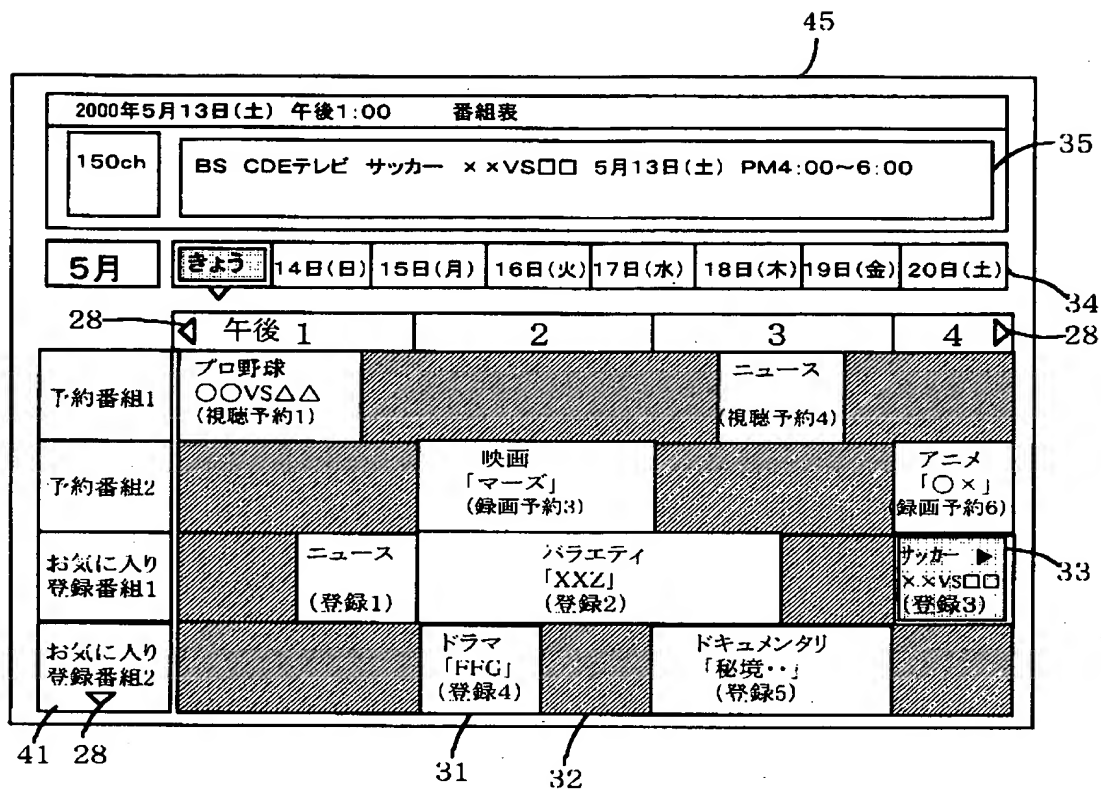 45
2000年5月13日(土) 午後1:00 番組表
150ch
BS CDEテレビ サッカー ××VS□□ 5月13日(土) PM4:00~6:00
35
5月 きょう 14日(日) 15日(月) 16日(火) 17日(水) 18日(木) 19日(金) 20日(土)
34
28 午後 1 2 3 4 28
予約番組1
プロ野球
○○VS△△
(視聴予約1)
ニュース
(視聴予約4)
予約番組2
映画
「マーズ」
(録画予約3)
アニメ
「○×」
(録画予約6)
お気に入り
登録番組1
ニュース
(登録1)
バラエティ
「XXZ」
(登録2)
サッカー ▶
××VS□□
(登録3)
33
お気に入り
登録番組2
ドラマ
「FFG」
(登録4)
ドキュメンタリ
「秘境・・」
(登録5)
41 28 31 32